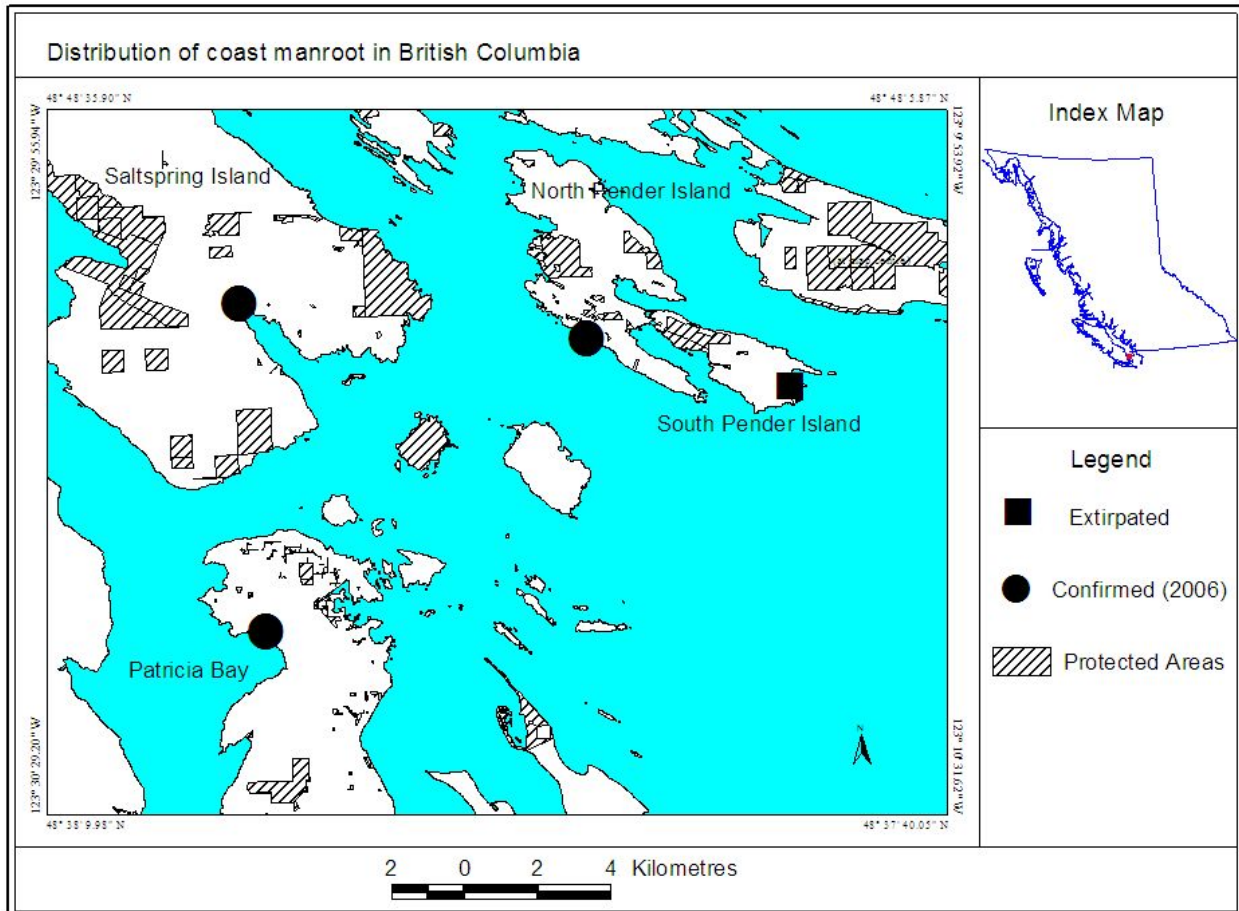 Distribution of coast manroot in British Columbia
48° 48' 35.90" N
48° 48' 5.87" N
123° 29' 55.94" W
123° 9' 53.92" W
Saltspring Island
North Pender Island
South Pender Island
Patricia Bay
123° 30' 29.20" W
123° 10' 31.62" W
N
48° 38' 9.98" N
48° 37' 40.05" N
Index Map
Legend
Extirpated
Confirmed (2006)
Protected Areas
2 0 2 4 Kilometres